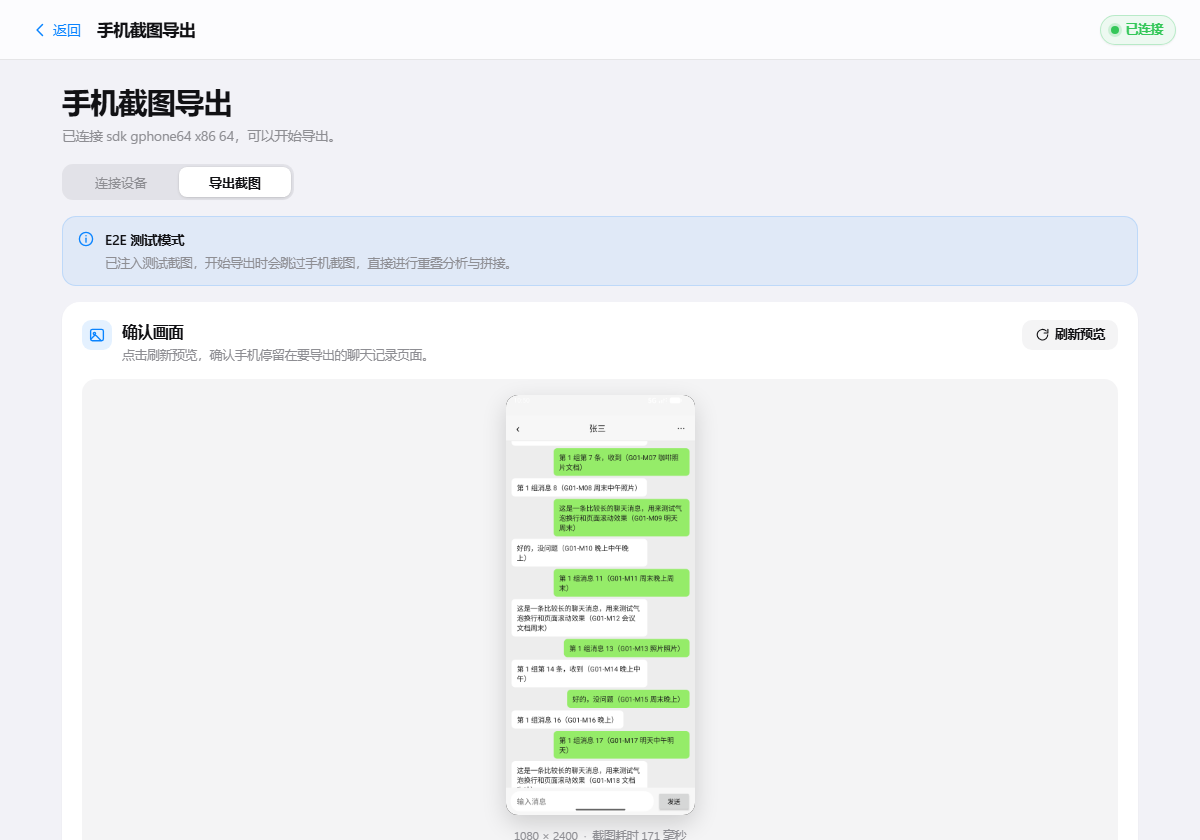 返回
手机截图导出
已连接
手机截图导出
已连接 sdk gphone64 x86 64，可以开始导出。
连接设备
导出截图
E2E 测试模式
已注入测试截图，开始导出时会跳过手机截图，直接进行重叠分析与拼接。
确认画面
点击刷新预览，确认手机停留在要导出的聊天记录页面。
刷新预览
张三
第 1 组第 7 条，收到（G01-M07 咖啡照
片文档）
第 1 组消息 8（G01-M08 周末中午照片）
这是一条比较长的聊天消息，用来测试气
泡换行和页面滚动效果（G01-M09 明天
周末）
好的，没问题（G01-M10 晚上中午晚
上）
第 1 组消息 11（G01-M11 周末晚上周
末）
这是一条比较长的聊天消息，用来测试气
泡换行和页面滚动效果（G01-M12 会议
文档周末）
第 1 组消息 13（G01-M13 照片照片）
第 1 组第 14 条，收到（G01-M14 晚上中
午）
好的，没问题（G01-M15 周末晚上）
第 1 组消息 16（G01-M16 晚上）
第 1 组消息 17（G01-M17 明天中午明
天）
这是一条比较长的聊天消息，用来测试气
泡换行和页面滚动效果（G01-M18 文档
输入消息
发送
1080 × 2400 · 截图耗时 171 毫秒